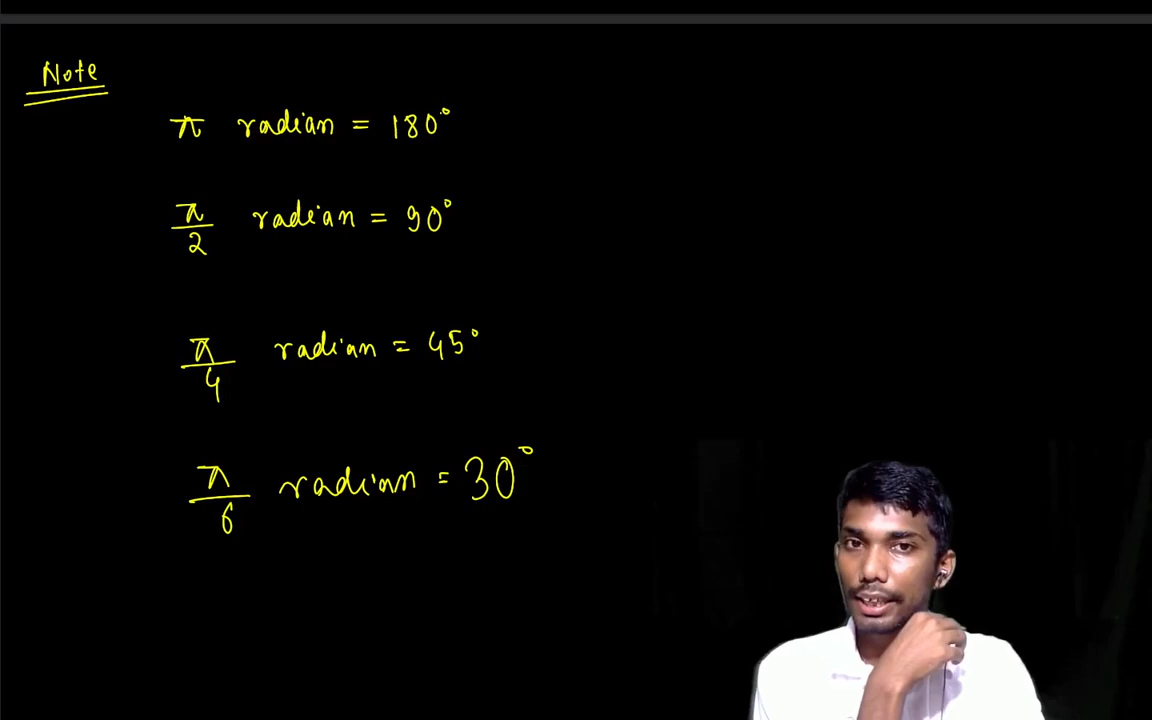 Note
π radian = 180°
π/2 radian = 90°
π/4 radian = 45°
π/6 radian = 30°